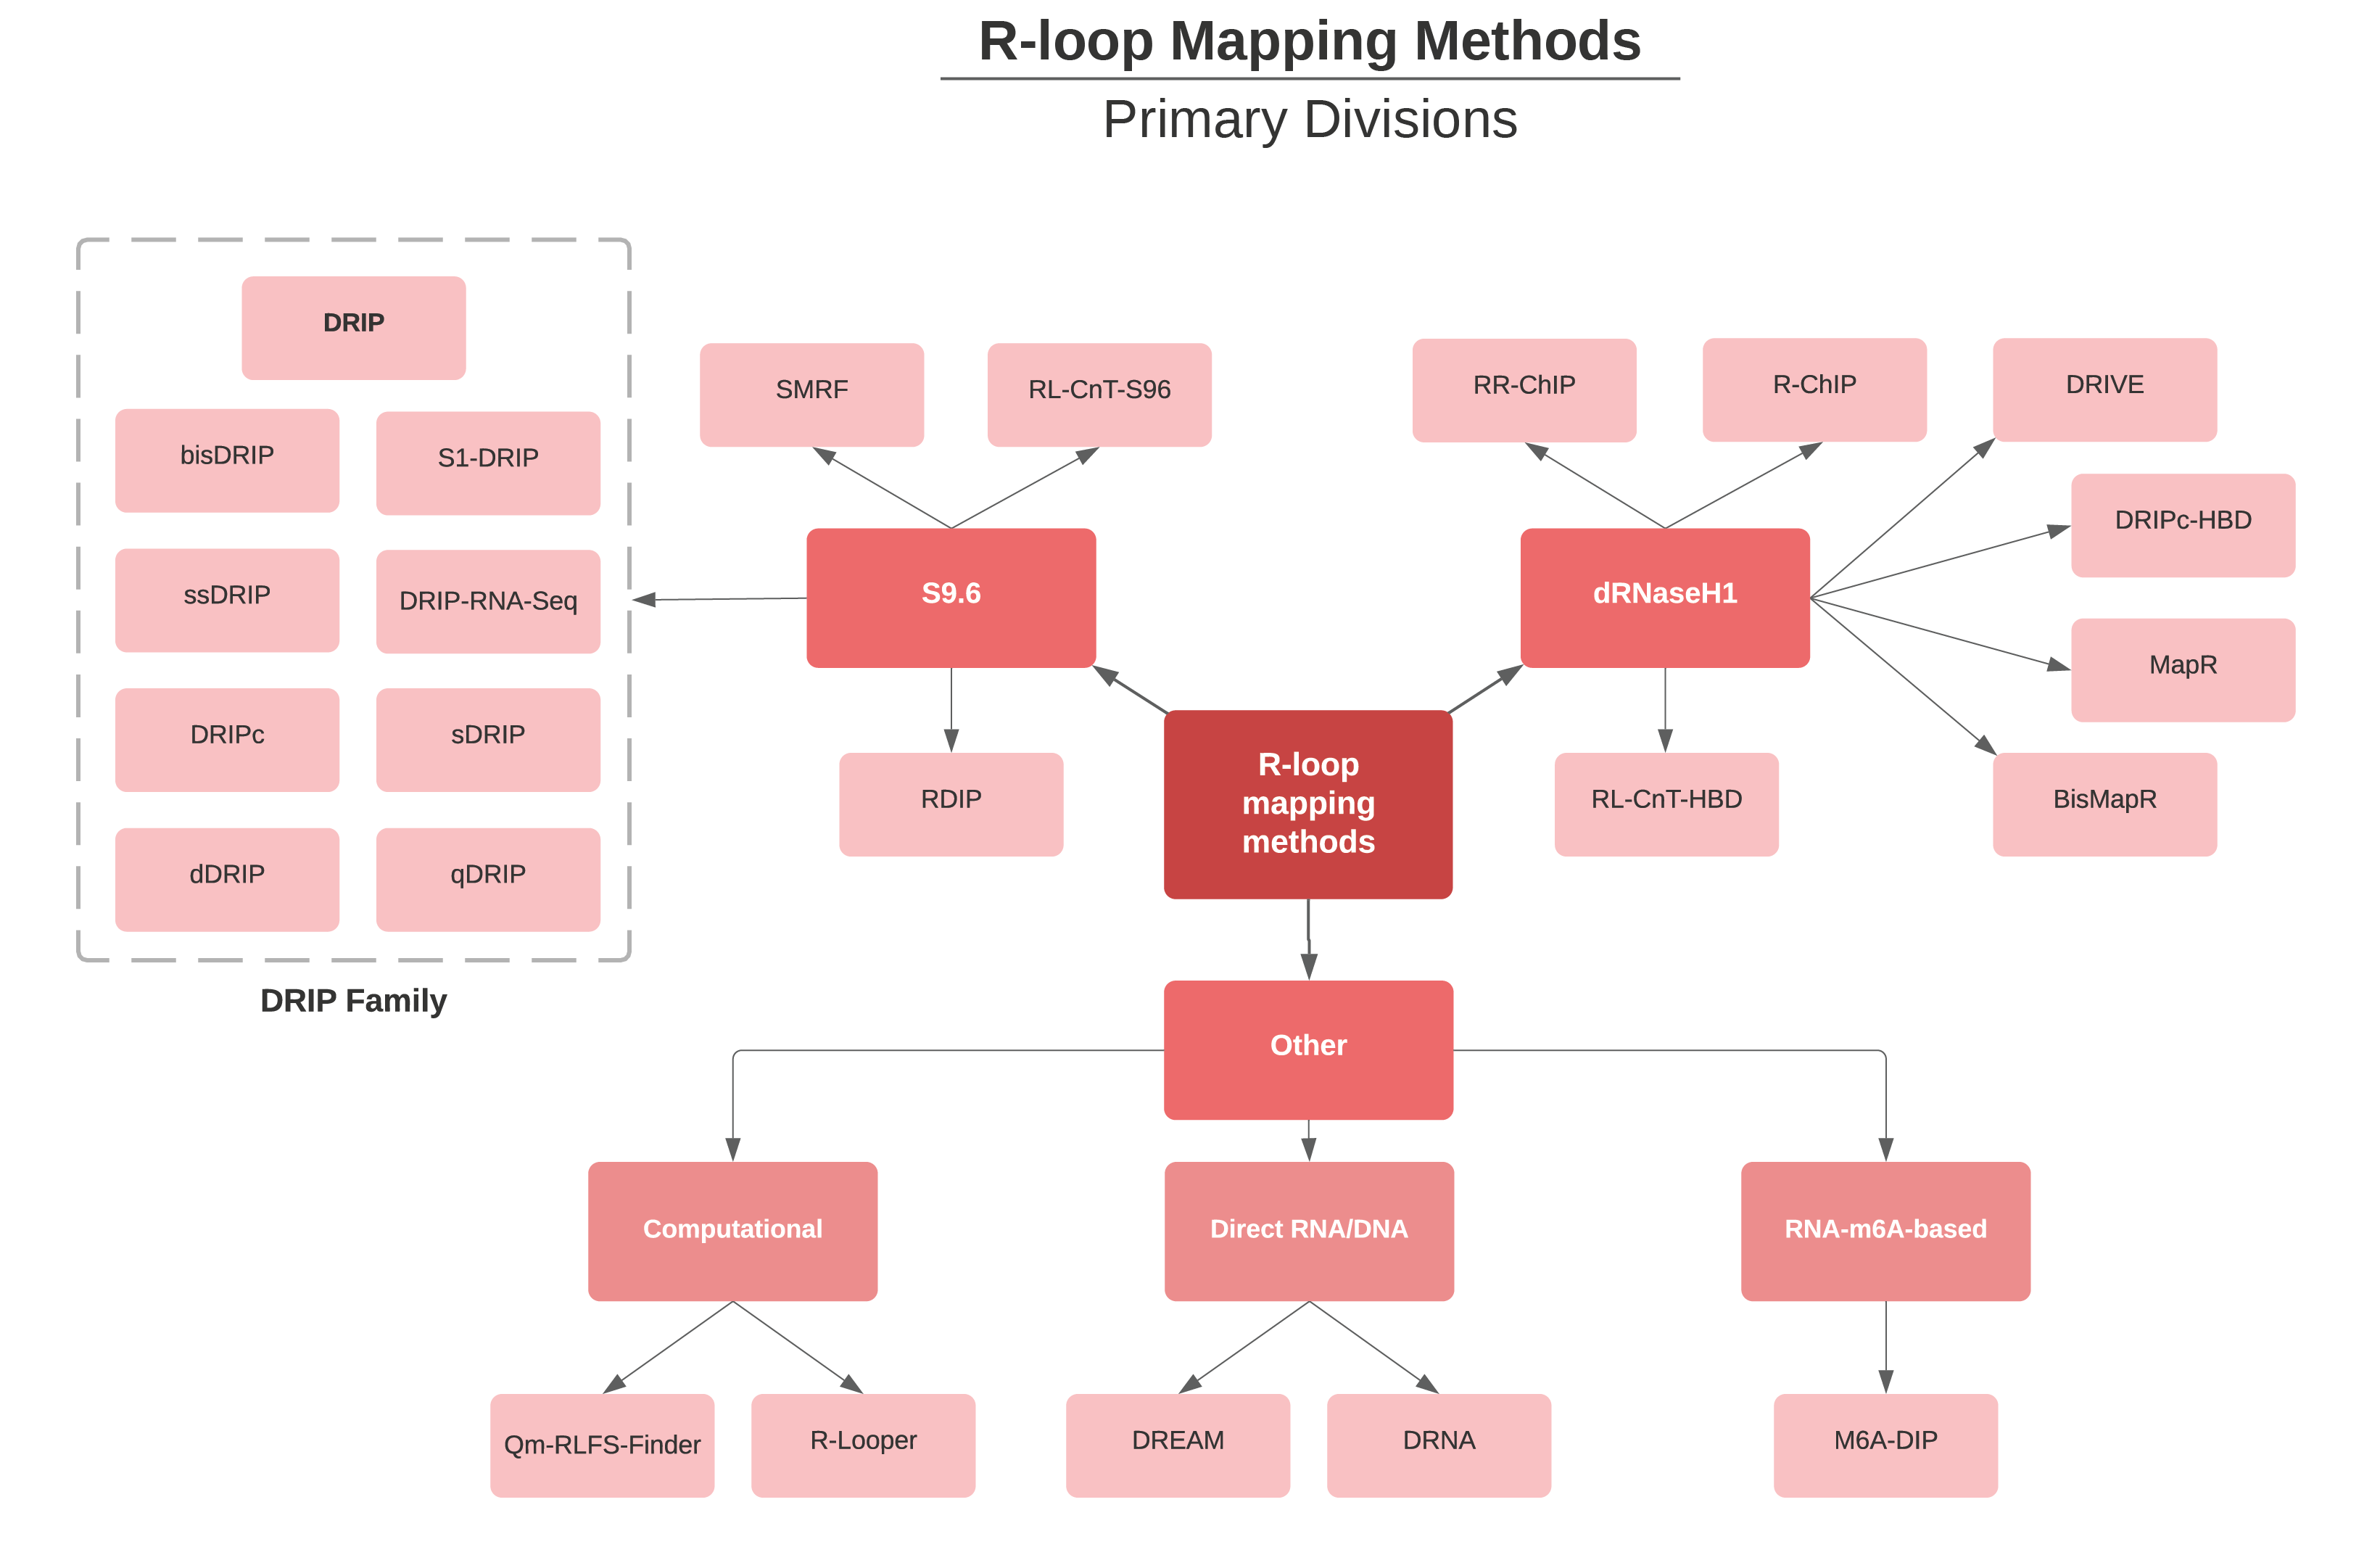 R-loop Mapping Methods
Primary Divisions
DRIP
bisDRIP
S1-DRIP
ssDRIP
DRIP-RNA-Seq
DRIPc
sDRIP
dDRIP
qDRIP
DRIP Family
SMRF
RL-CnT-S96
S9.6
RDIP
RR-ChIP
R-ChIP
DRIVE
DRIPc-HBD
dRNaseH1
MapR
RL-CnT-HBD
BisMapR
R-loop
mapping
methods
Other
Computational
Direct RNA/DNA
RNA-m6A-based
Qm-RLFS-Finder
R-Looper
DREAM
DRNA
M6A-DIP